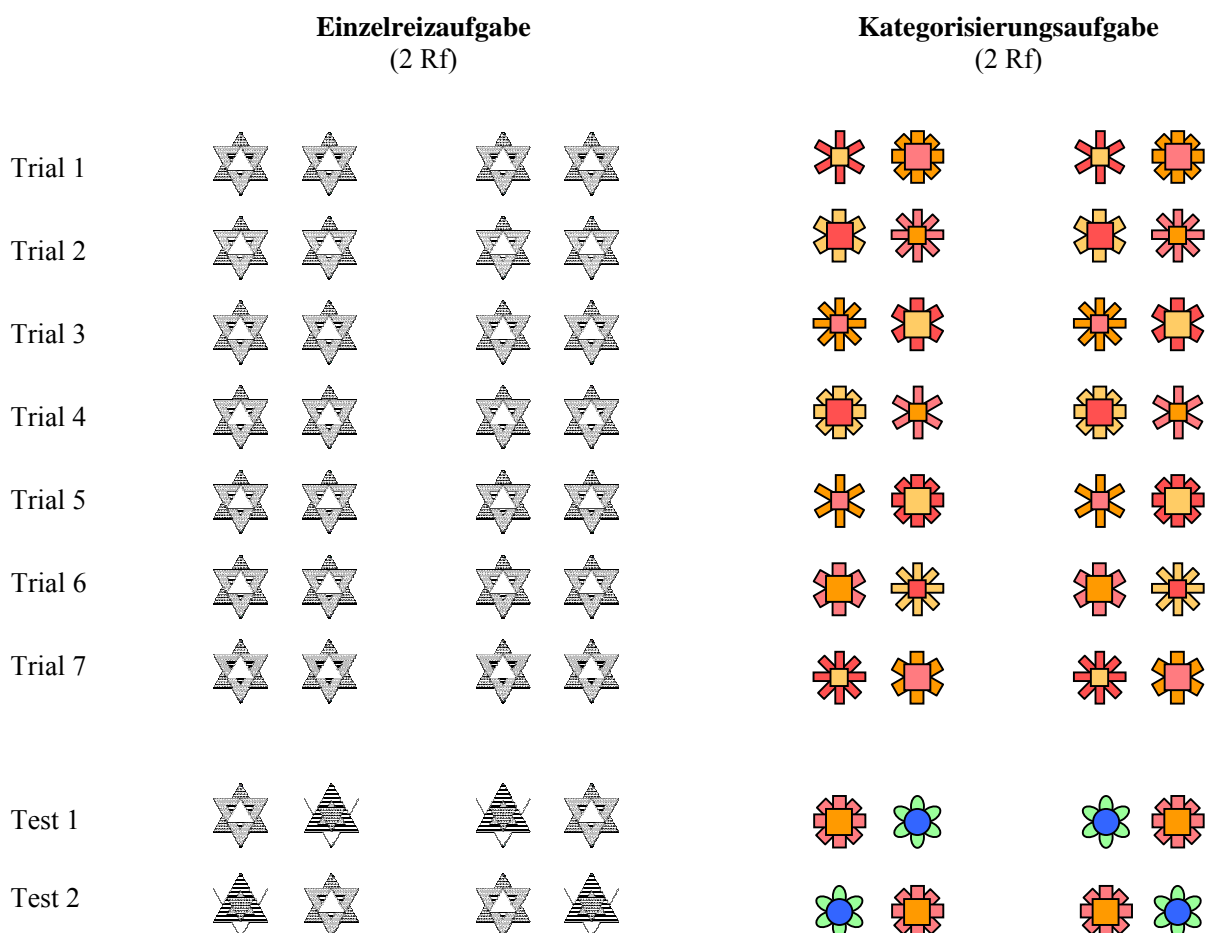 Einzelreizaufgabe
(2 Rf)
Kategorisierungsaufgabe
(2 Rf)
Trial 1
Trial 2
Trial 3
Trial 4
Trial 5
Trial 6
Trial 7
Test 1
Test 2